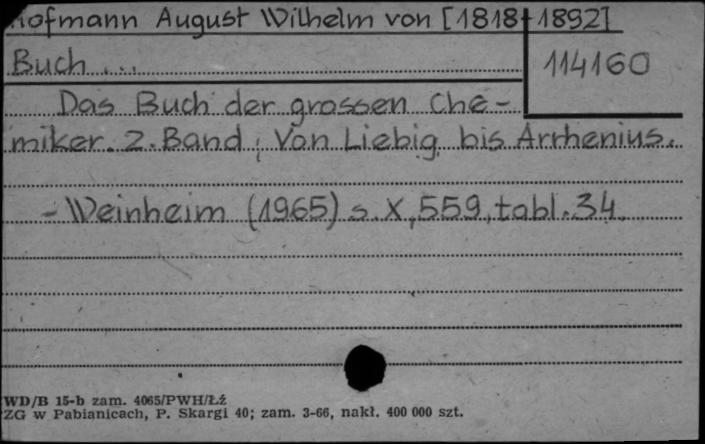 Hofmann August Wilhelm von [1818-1892]
Buch ...
114160
Das Buch der grossen Che-
miker. 2. Band: Von Liebig bis Arrhenius.
- Weinheim (1965) s. X, 559, tabl. 34.
WD/B 15-b zam. 4065/PWH/Łź
ZG w Pabianicach, P. Skargi 40; zam. 3-66, nakł. 400 000 szt.